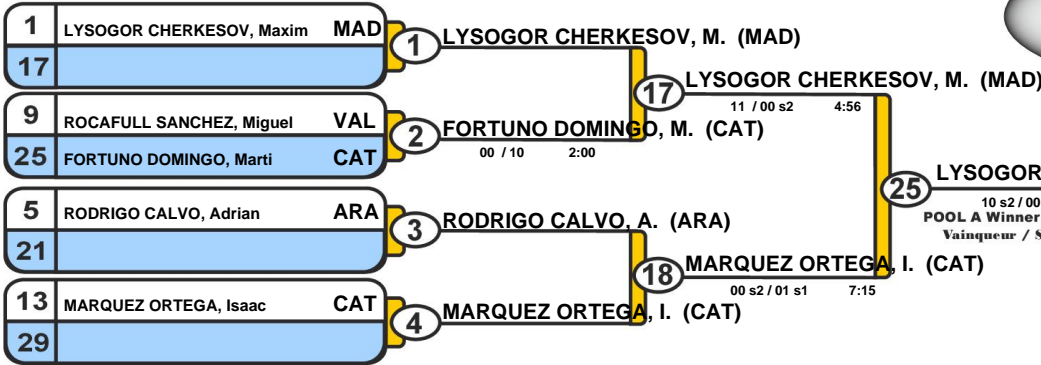 1 LYSOGOR CHERKESOV, Maxim MAD
17
1 LYSOGOR CHERKESOV, M. (MAD)
9 ROCAFULL SANCHEZ, Miguel VAL
25 FORTUNO DOMINGO, Marti CAT
2 FORTUNO DOMINGO, M. (CAT)
00 / 10 2:00
17 LYSOGOR CHERKESOV, M. (MAD)
11 / 00 s2 4:56
5 RODRIGO CALVO, Adrian ARA
21
3 RODRIGO CALVO, A. (ARA)
13 MARQUEZ ORTEGA, Isaac CAT
29
4 MARQUEZ ORTEGA, I. (CAT)
18 MARQUEZ ORTEGA, I. (CAT)
00 s2 / 01 s1 7:15
25 LYSOGOR
10 s2 / 00
POOL A Winner
Vainqueur / S